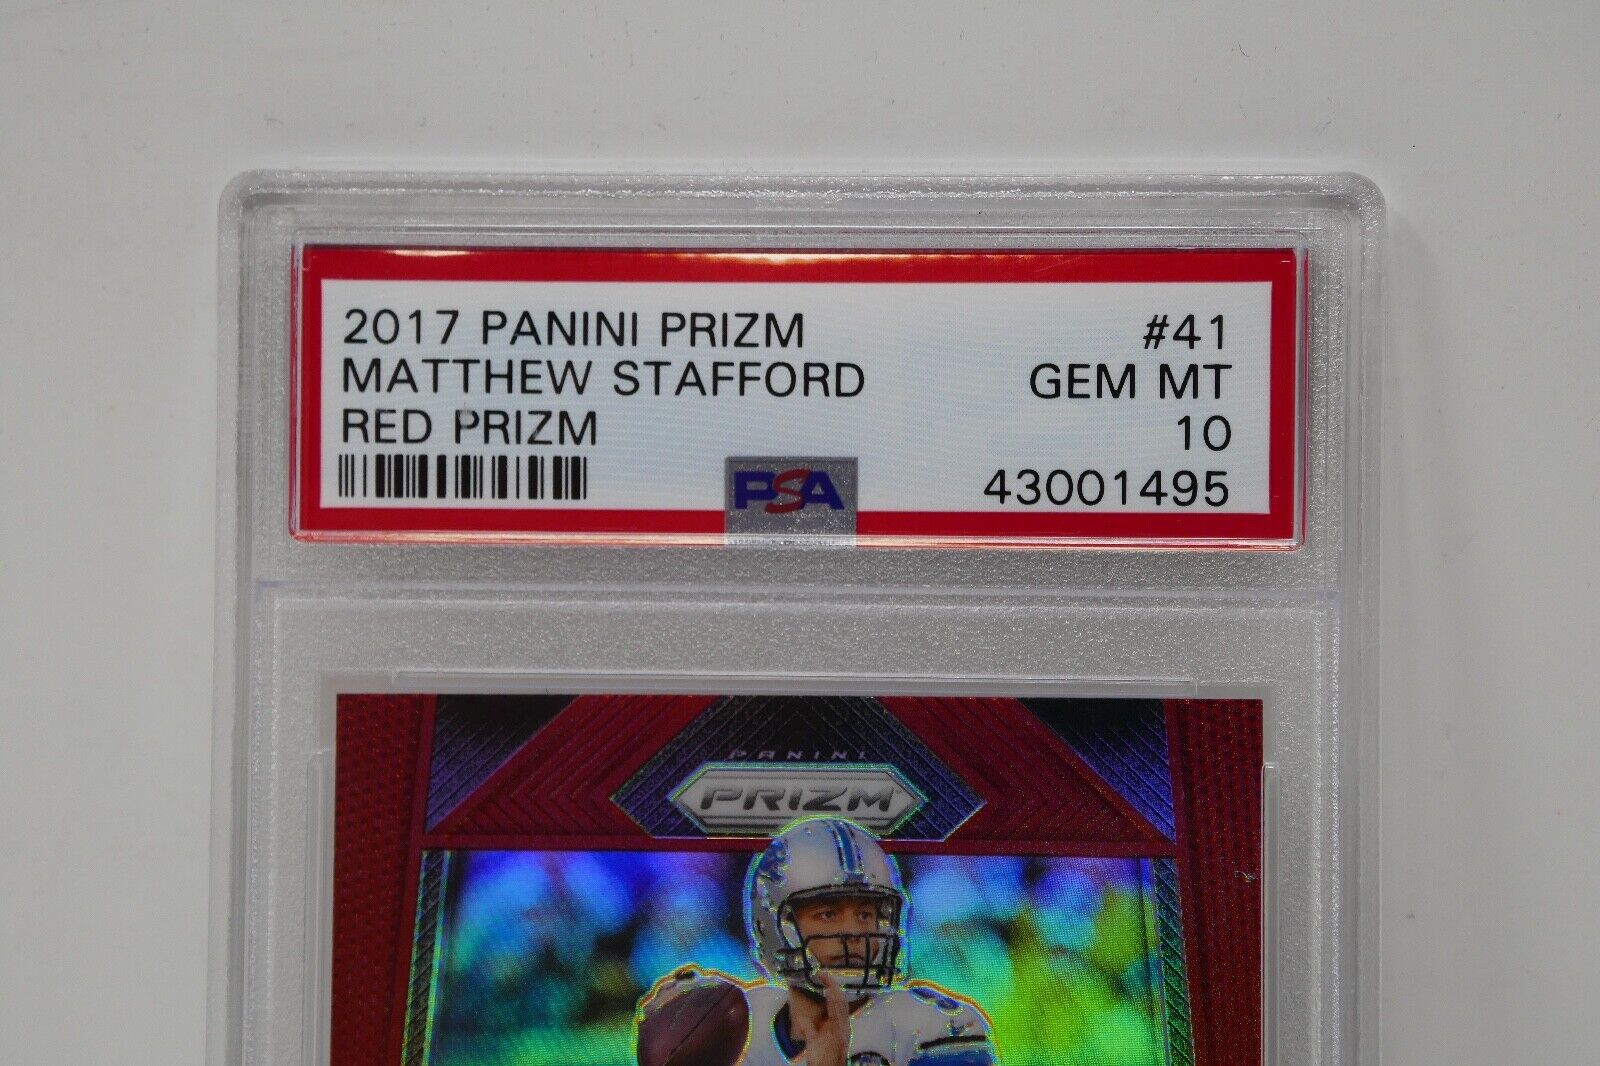 2017 PANINI PRIZM #41
MATTHEW STAFFORD GEM MT
RED PRIZM 10
PSA 43001495
PANINI
PRIZM